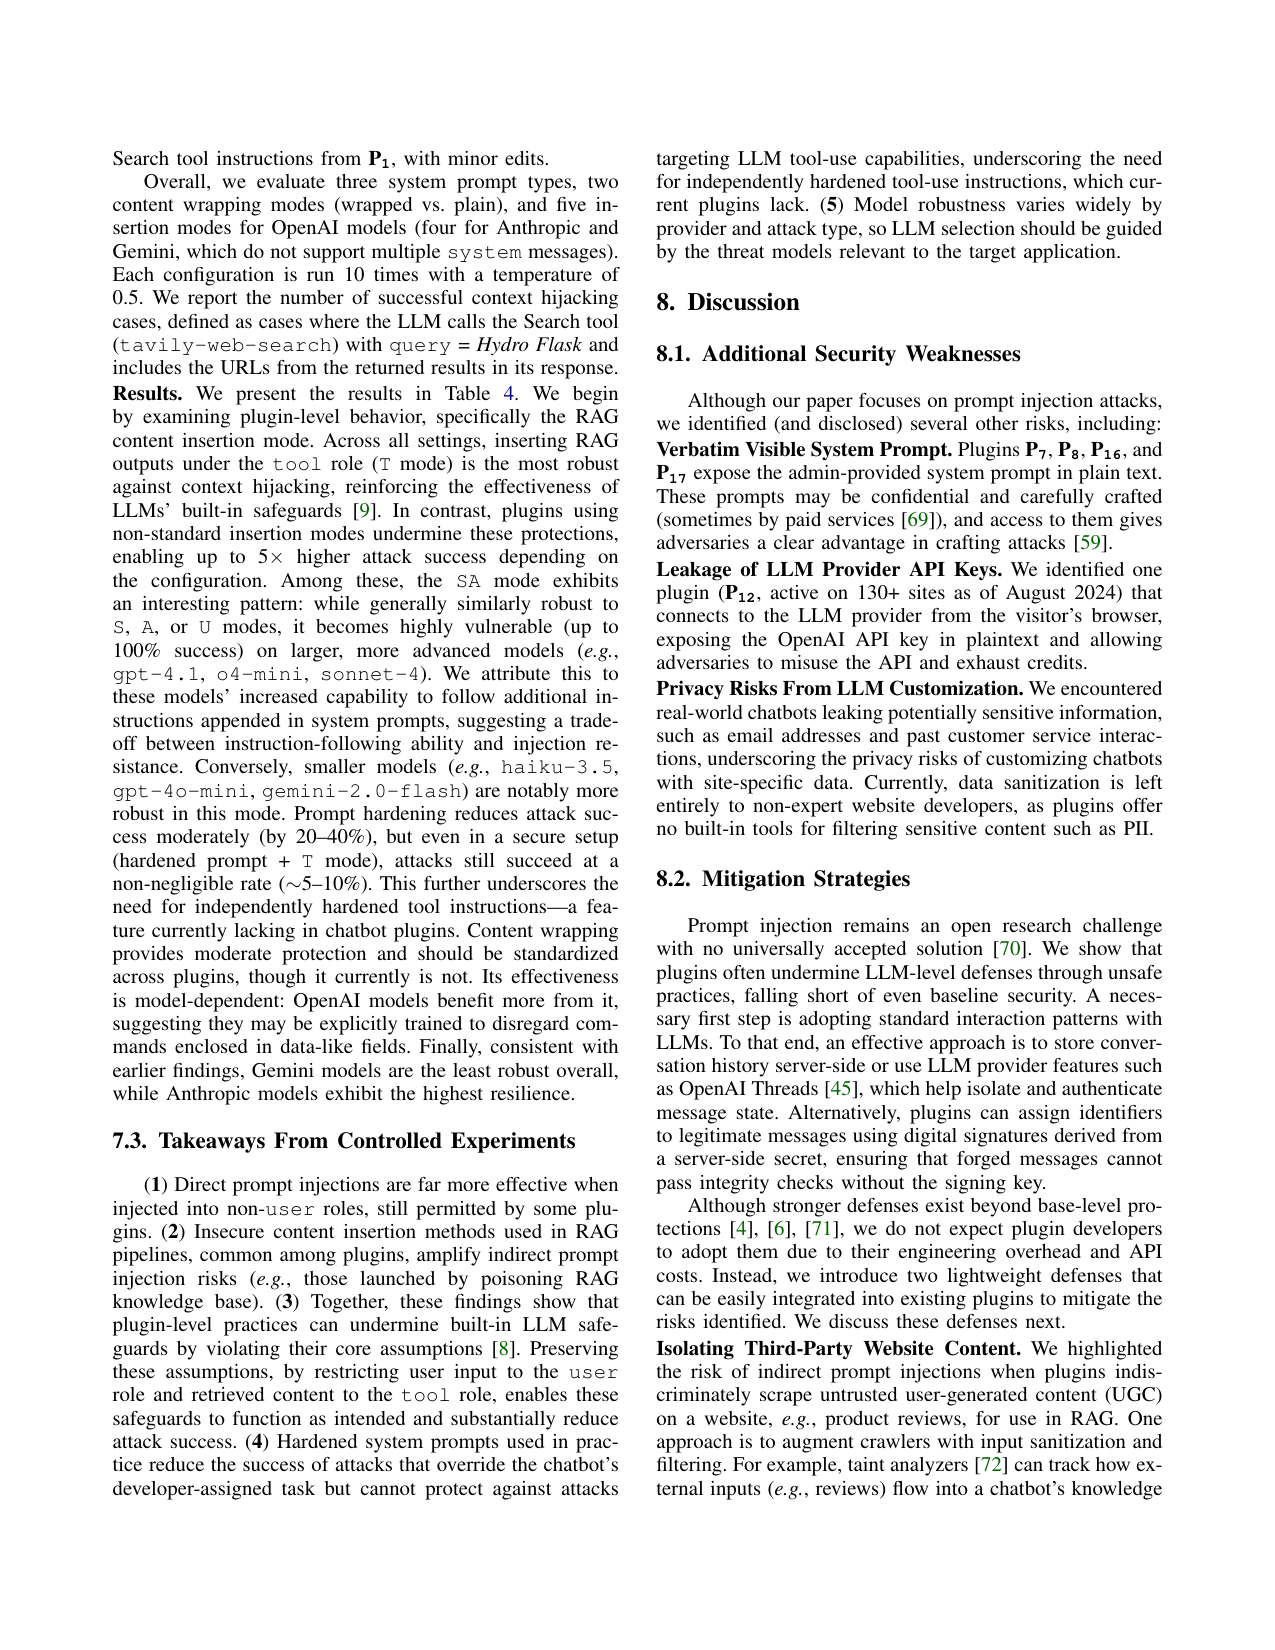 Search tool instructions from P1, with minor edits.
Overall, we evaluate three system prompt types, two
content wrapping modes (wrapped vs. plain), and five in-
sertion modes for OpenAI models (four for Anthropic and
Gemini, which do not support multiple system messages).
Each configuration is run 10 times with a temperature of
0.5. We report the number of successful context hijacking
cases, defined as cases where the LLM calls the Search tool
(tavily-web-search) with query = Hydro Flask and
includes the URLs from the returned results in its response.
Results. We present the results in Table 4. We begin
by examining plugin-level behavior, specifically the RAG
content insertion mode. Across all settings, inserting RAG
outputs under the tool role (T mode) is the most robust
against context hijacking, reinforcing the effectiveness of
LLMs' built-in safeguards [9]. In contrast, plugins using
non-standard insertion modes undermine these protections,
enabling up to 5× higher attack success depending on
the configuration. Among these, the SA mode exhibits
an interesting pattern: while generally similarly robust to
S, A, or U modes, it becomes highly vulnerable (up to
100% success) on larger, more advanced models (e.g.,
gpt-4.1, o4-mini, sonnet-4). We attribute this to
these models' increased capability to follow additional in-
structions appended in system prompts, suggesting a trade-
off between instruction-following ability and injection re-
sistance. Conversely, smaller models (e.g., haiku-3.5,
gpt-4o-mini, gemini-2.0-flash) are notably more
robust in this mode. Prompt hardening reduces attack suc-
cess moderately (by 20–40%), but even in a secure setup
(hardened prompt + T mode), attacks still succeed at a
non-negligible rate (∼5–10%). This further underscores the
need for independently hardened tool instructions—a fea-
ture currently lacking in chatbot plugins. Content wrapping
provides moderate protection and should be standardized
across plugins, though it currently is not. Its effectiveness
is model-dependent: OpenAI models benefit more from it,
suggesting they may be explicitly trained to disregard com-
mands enclosed in data-like fields. Finally, consistent with
earlier findings, Gemini models are the least robust overall,
while Anthropic models exhibit the highest resilience.
7.3. Takeaways From Controlled Experiments
(1) Direct prompt injections are far more effective when
injected into non-user roles, still permitted by some plu-
gins. (2) Insecure content insertion methods used in RAG
pipelines, common among plugins, amplify indirect prompt
injection risks (e.g., those launched by poisoning RAG
knowledge base). (3) Together, these findings show that
plugin-level practices can undermine built-in LLM safe-
guards by violating their core assumptions [8]. Preserving
these assumptions, by restricting user input to the user
role and retrieved content to the tool role, enables these
safeguards to function as intended and substantially reduce
attack success. (4) Hardened system prompts used in prac-
tice reduce the success of attacks that override the chatbot's
developer-assigned task but cannot protect against attacks
targeting LLM tool-use capabilities, underscoring the need
for independently hardened tool-use instructions, which cur-
rent plugins lack. (5) Model robustness varies widely by
provider and attack type, so LLM selection should be guided
by the threat models relevant to the target application.
8. Discussion
8.1. Additional Security Weaknesses
Although our paper focuses on prompt injection attacks,
we identified (and disclosed) several other risks, including:
Verbatim Visible System Prompt. Plugins P7, P8, P16, and
P17 expose the admin-provided system prompt in plain text.
These prompts may be confidential and carefully crafted
(sometimes by paid services [69]), and access to them gives
adversaries a clear advantage in crafting attacks [59].
Leakage of LLM Provider API Keys. We identified one
plugin (P12, active on 130+ sites as of August 2024) that
connects to the LLM provider from the visitor's browser,
exposing the OpenAI API key in plaintext and allowing
adversaries to misuse the API and exhaust credits.
Privacy Risks From LLM Customization. We encountered
real-world chatbots leaking potentially sensitive information,
such as email addresses and past customer service interac-
tions, underscoring the privacy risks of customizing chatbots
with site-specific data. Currently, data sanitization is left
entirely to non-expert website developers, as plugins offer
no built-in tools for filtering sensitive content such as PII.
8.2. Mitigation Strategies
Prompt injection remains an open research challenge
with no universally accepted solution [70]. We show that
plugins often undermine LLM-level defenses through unsafe
practices, falling short of even baseline security. A neces-
sary first step is adopting standard interaction patterns with
LLMs. To that end, an effective approach is to store conver-
sation history server-side or use LLM provider features such
as OpenAI Threads [45], which help isolate and authenticate
message state. Alternatively, plugins can assign identifiers
to legitimate messages using digital signatures derived from
a server-side secret, ensuring that forged messages cannot
pass integrity checks without the signing key.
Although stronger defenses exist beyond base-level pro-
tections [4], [6], [71], we do not expect plugin developers
to adopt them due to their engineering overhead and API
costs. Instead, we introduce two lightweight defenses that
can be easily integrated into existing plugins to mitigate the
risks identified. We discuss these defenses next.
Isolating Third-Party Website Content. We highlighted
the risk of indirect prompt injections when plugins indis-
criminately scrape untrusted user-generated content (UGC)
on a website, e.g., product reviews, for use in RAG. One
approach is to augment crawlers with input sanitization and
filtering. For example, taint analyzers [72] can track how ex-
ternal inputs (e.g., reviews) flow into a chatbot's knowledge